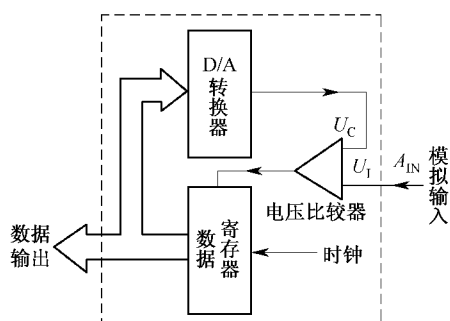 D/A
转换器
U_C
U_I
A_IN
模拟输入
电压比较器
数据
输出
数据
寄存器
时钟